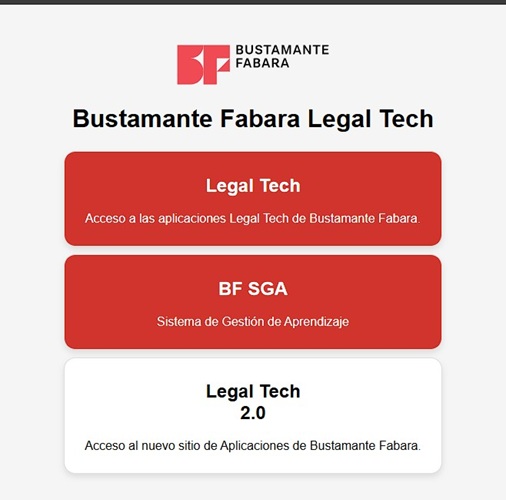 BF BUSTAMANTE
FABARA
Bustamante Fabara Legal Tech
Legal Tech
Acceso a las aplicaciones Legal Tech de Bustamante Fabara.
BF SGA
Sistema de Gestión de Aprendizaje
Legal Tech
2.0
Acceso al nuevo sitio de Aplicaciones de Bustamante Fabara.